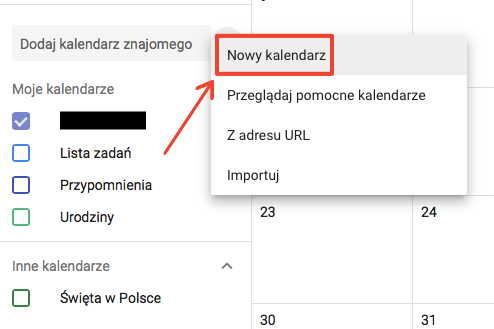 Dodaj kalendarz znajomego
Nowy kalendarz
Przeglądaj pomocne kalendarze
Z adresu URL
Importuj
Moje kalendarze
Lista zadań
Przypomnienia
Urodziny
Inne kalendarze
Święta w Polsce
23
24
30
31